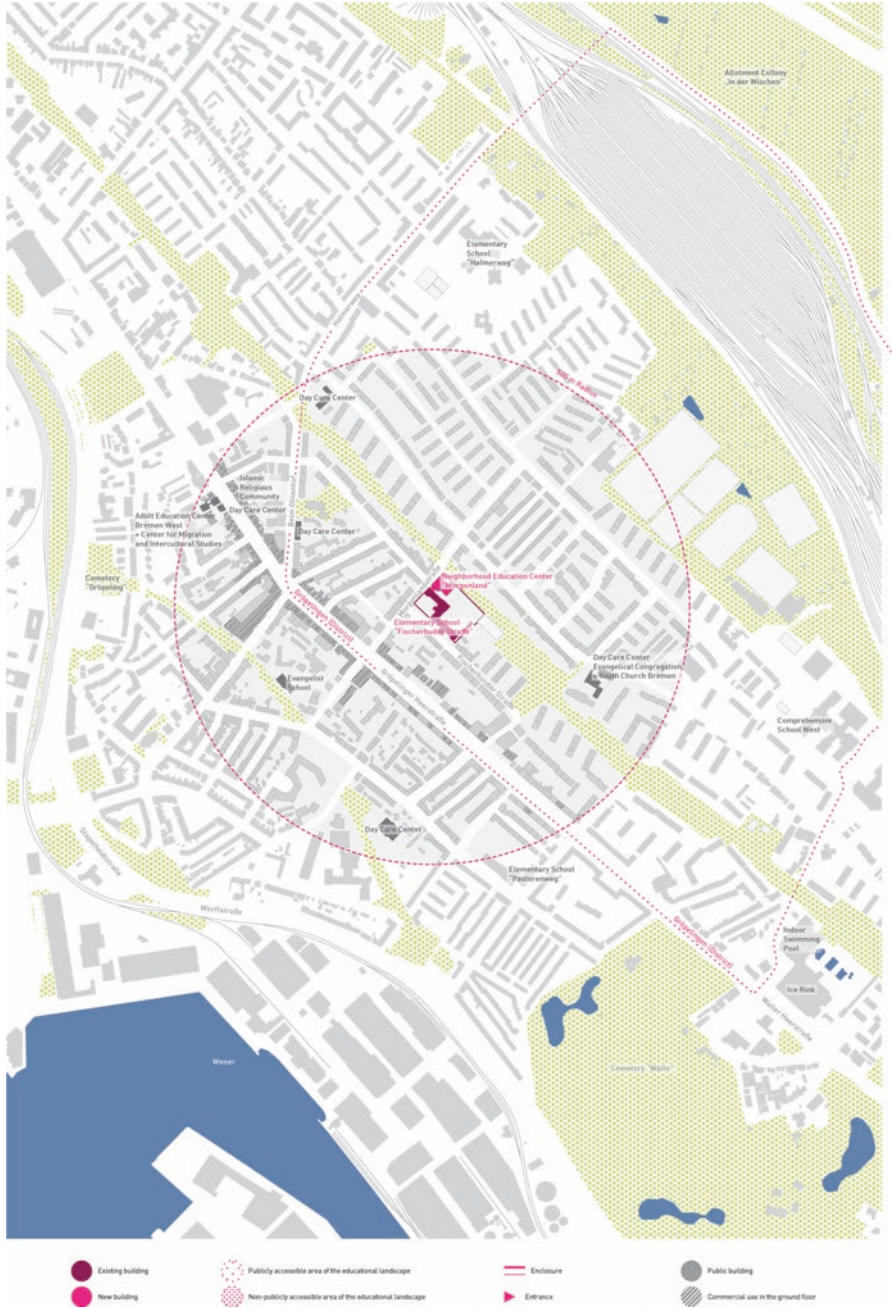 Allotment Colony
"In der Wischen"
Elementary
School
"Halmerweg"
500 m Radius
Day Care Center
Islamic
Religious
Community
Day Care Center
Adult Education Center
Bremen West
+ Center for Migration
and Intercultural Studies
Day Care Center
Cemetery
"Gröpeling"
Neighborhood Education Center
"Morgenland"
Gröpelingen (District)
Elementary School
"Fischerhuder Straße"
Day Care Center
Evangelical Congregation
+ Youth Church Bremen
Evangelist
School
Gröpelinger Heerstraße
Comprehensive
School West
Day Care Center
Elementary School
"Pastorenweg"
Werftstraße
Gröpelingen (District)
Indoor
Swimming
Pool
Ice Rink
Waller Heerstraße
Weser
Cemetery "Walle"
Existing building
Publicly accessible area of the educational landscape
Enclosure
Public building
New building
Non-publicly accessible area of the educational landscape
Entrance
Commercial use in the ground floor